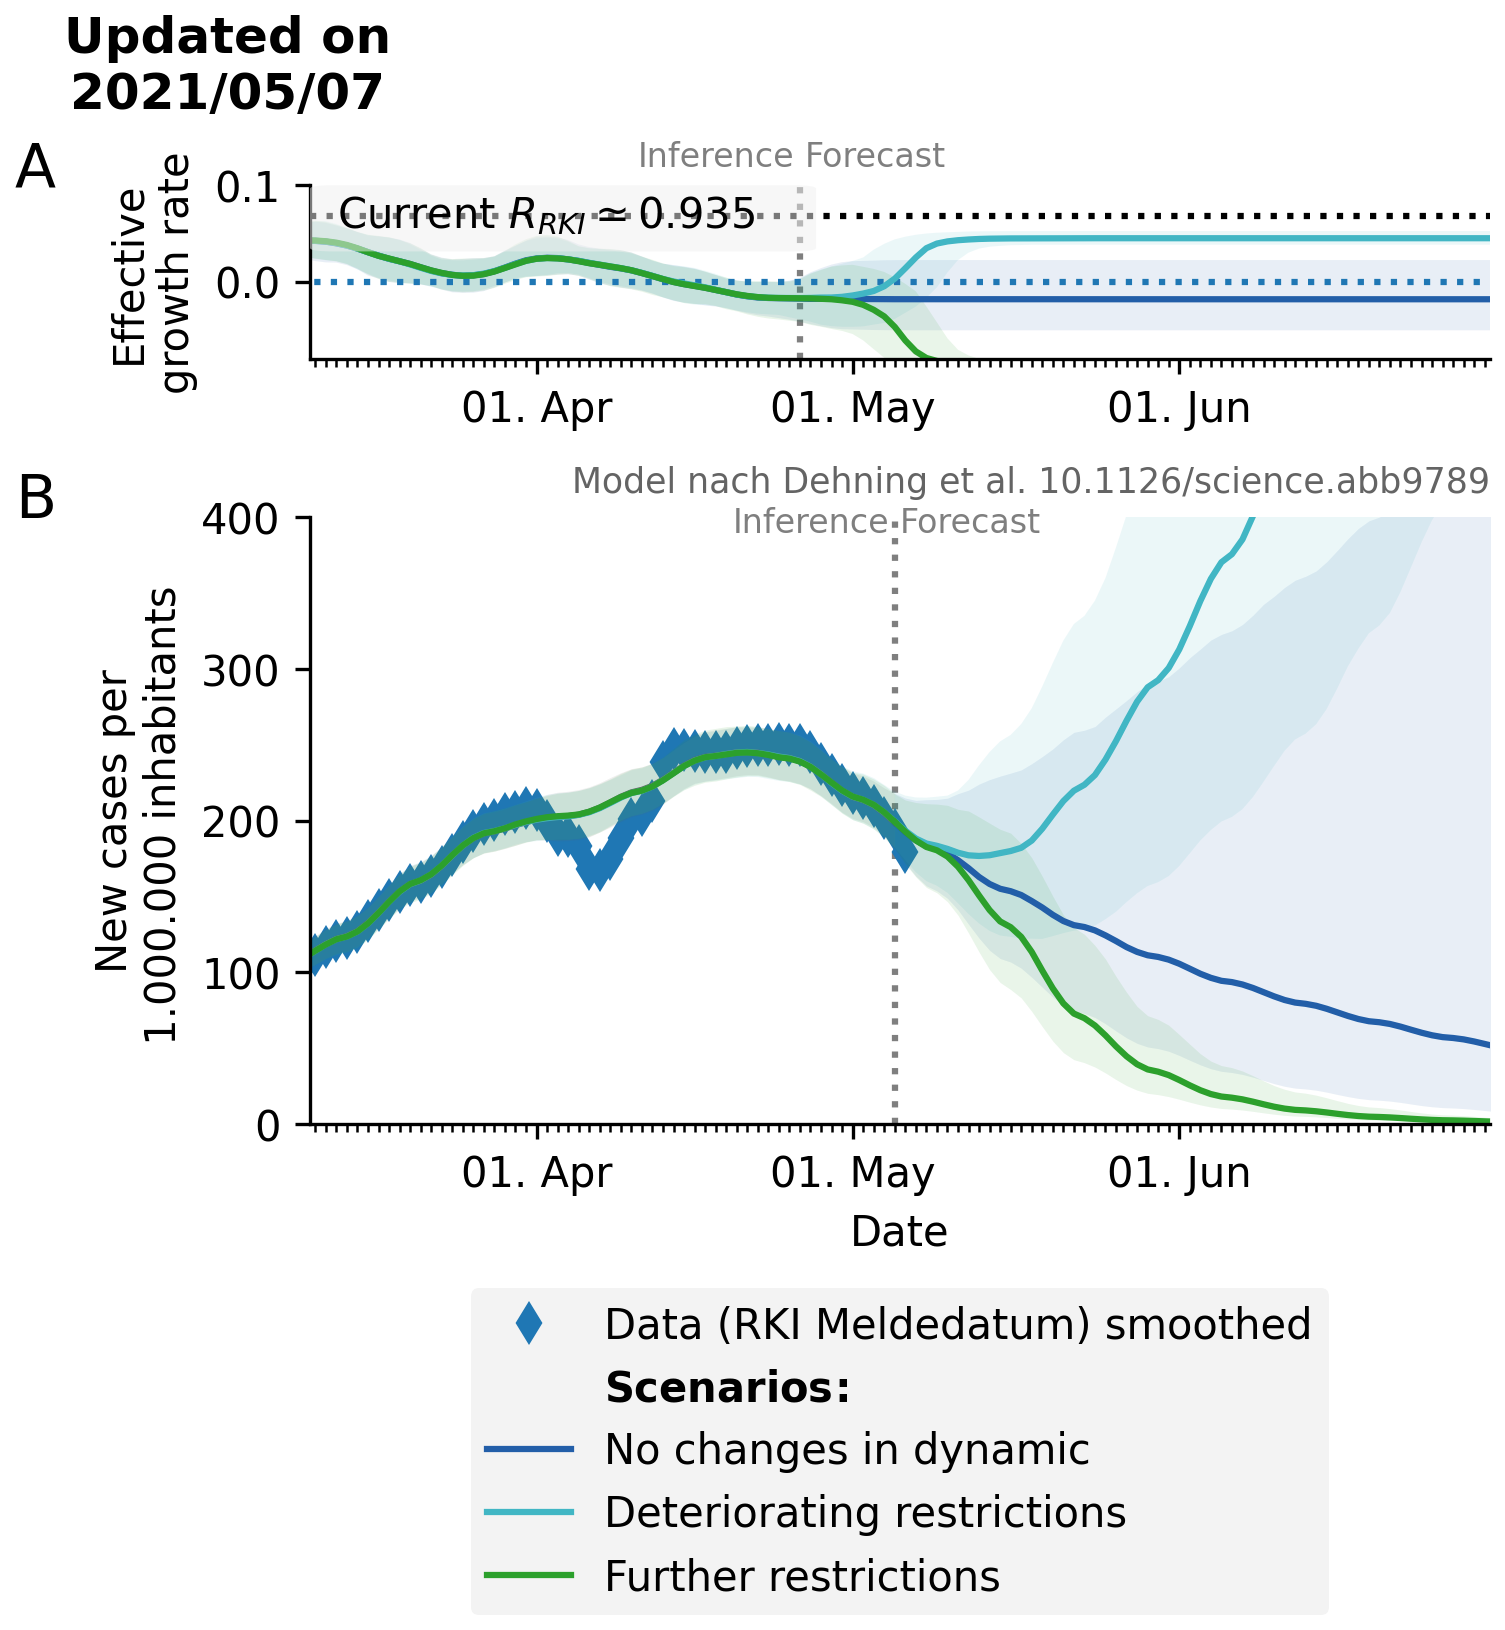 Updated on
2021/05/07
A
Inference Forecast
Effective
growth rate
0.1
0.0
Current R_RKI ≃ 0.935
01. Apr
01. May
01. Jun
B
Model nach Dehning et al. 10.1126/science.abb9789
Inference Forecast
New cases per
1.000.000 inhabitants
400
300
200
100
0
01. Apr
01. May
01. Jun
Date
Data (RKI Meldedatum) smoothed
Scenarios:
No changes in dynamic
Deteriorating restrictions
Further restrictions